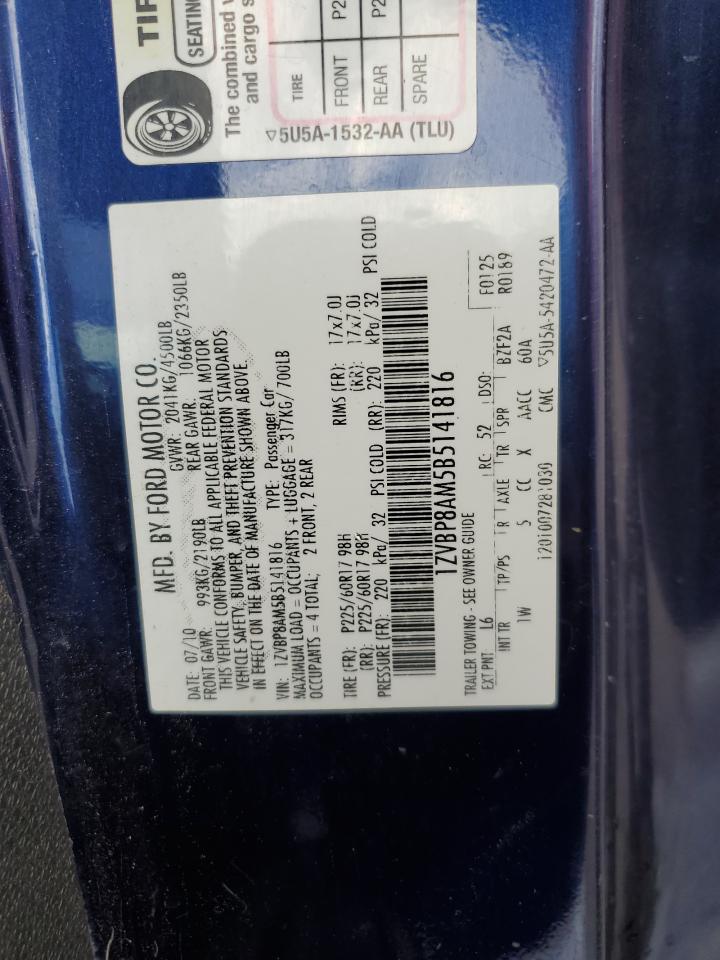 TIR
SEATING
The combined w
and cargo s
TIRE
FRONT P2
REAR P2
SPARE
▽5U5A-1532-AA (TLU)
MFD. BY FORD MOTOR CO.
DATE: 07/10 GVWR: 2041KG/4500LB
FRONT GAWR: 993KG/2190LB REAR GAWR: 1066KG/2350LB
THIS VEHICLE CONFORMS TO ALL APPLICABLE FEDERAL MOTOR
VEHICLE SAFETY, BUMPER, AND THEFT PREVENTION STANDARDS
IN EFFECT ON THE DATE OF MANUFACTURE SHOWN ABOVE.
VIN: 1ZVBP8AM5B5141816 TYPE: Passenger Car
MAXIMUM LOAD = OCCUPANTS + LUGGAGE = 317KG/ 700LB
OCCUPANTS = 4 TOTAL: 2 FRONT, 2 REAR
TIRE (FR): P225/60R17 98H RIMS (FR): 17x7.0J
(RR): P225/60R17 98H (RR): 17x7.0J
PRESSURE (FR): 220 kPa/ 32 PSI COLD (RR): 220 kPa/ 32 PSI COLD
1ZVBP8AM5B5141816
TRAILER TOWING - SEE OWNER GUIDE F0125
EXT PNT: L6 RC: 52 DSO: R0189
INT TR TP/PS R AXLE TR SPR BZF2A
1W 5 CC X AACC 60A
CMC ▽5U5A-5420472-AA